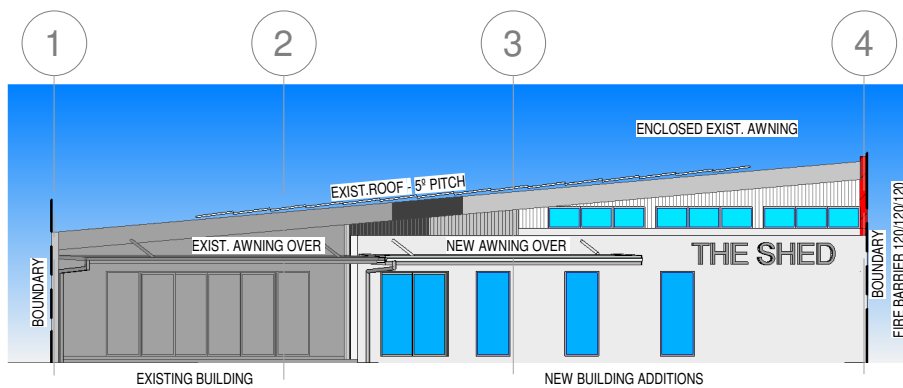 1
2
3
4
ENCLOSED EXIST. AWNING
EXIST.ROOF - 5º PITCH
EXIST. AWNING OVER
NEW AWNING OVER
THE SHED
BOUNDARY
BOUNDARY
FIRE BARRIER 120/120/120
EXISTING BUILDING
NEW BUILDING ADDITIONS